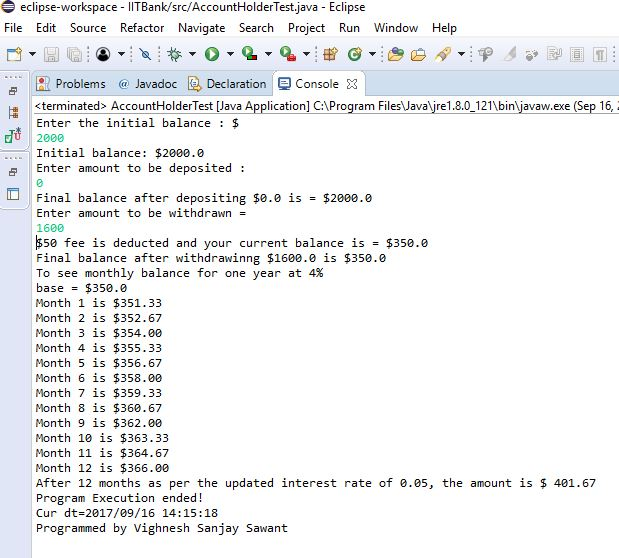 eclipse-workspace - IITBank/src/AccountHolderTest.java - Eclipse
File Edit Source Refactor Navigate Search Project Run Window Help
Problems @ Javadoc Declaration Console
<terminated> AccountHolderTest [Java Application] C:\Program Files\Java\jre1.8.0_121\bin\javaw.exe (Sep 16,
Enter the initial balance : $
2000
Initial balance: $2000.0
Enter amount to be deposited :
0
Final balance after depositing $0.0 is = $2000.0
Enter amount to be withdrawn =
1600
$50 fee is deducted and your current balance is = $350.0
Final balance after withdrawinng $1600.0 is $350.0
To see monthly balance for one year at 4%
base = $350.0
Month 1 is $351.33
Month 2 is $352.67
Month 3 is $354.00
Month 4 is $355.33
Month 5 is $356.67
Month 6 is $358.00
Month 7 is $359.33
Month 8 is $360.67
Month 9 is $362.00
Month 10 is $363.33
Month 11 is $364.67
Month 12 is $366.00
After 12 months as per the updated interest rate of 0.05, the amount is $ 401.67
Program Execution ended!
Cur dt=2017/09/16 14:15:18
Programmed by Vighnesh Sanjay Sawant